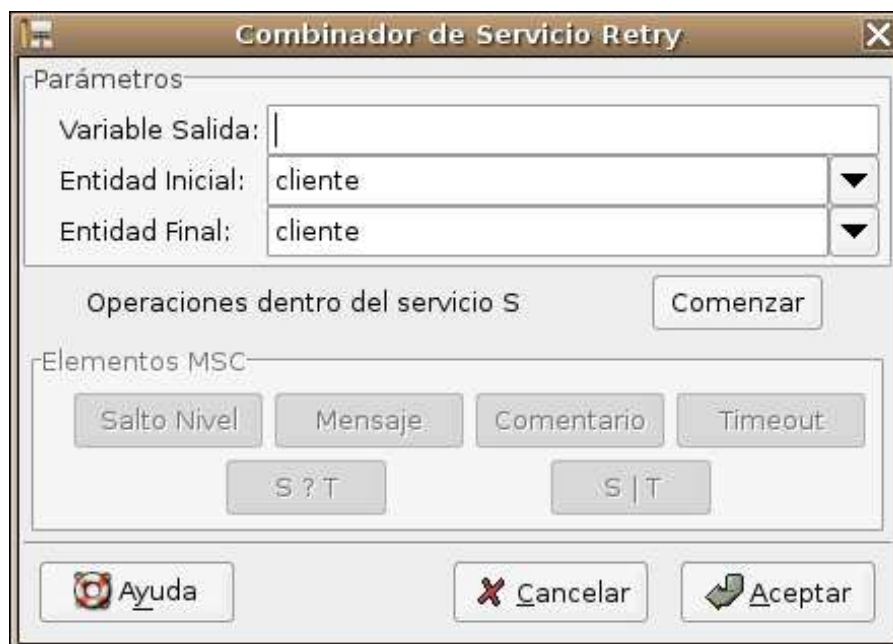 Combinador de Servicio Retry
Parámetros
Variable Salida:
Entidad Inicial: cliente
Entidad Final: cliente
Operaciones dentro del servicio S Comenzar
Elementos MSC
Salto Nivel Mensaje Comentario Timeout
S ? T S | T
Ayuda Cancelar Aceptar